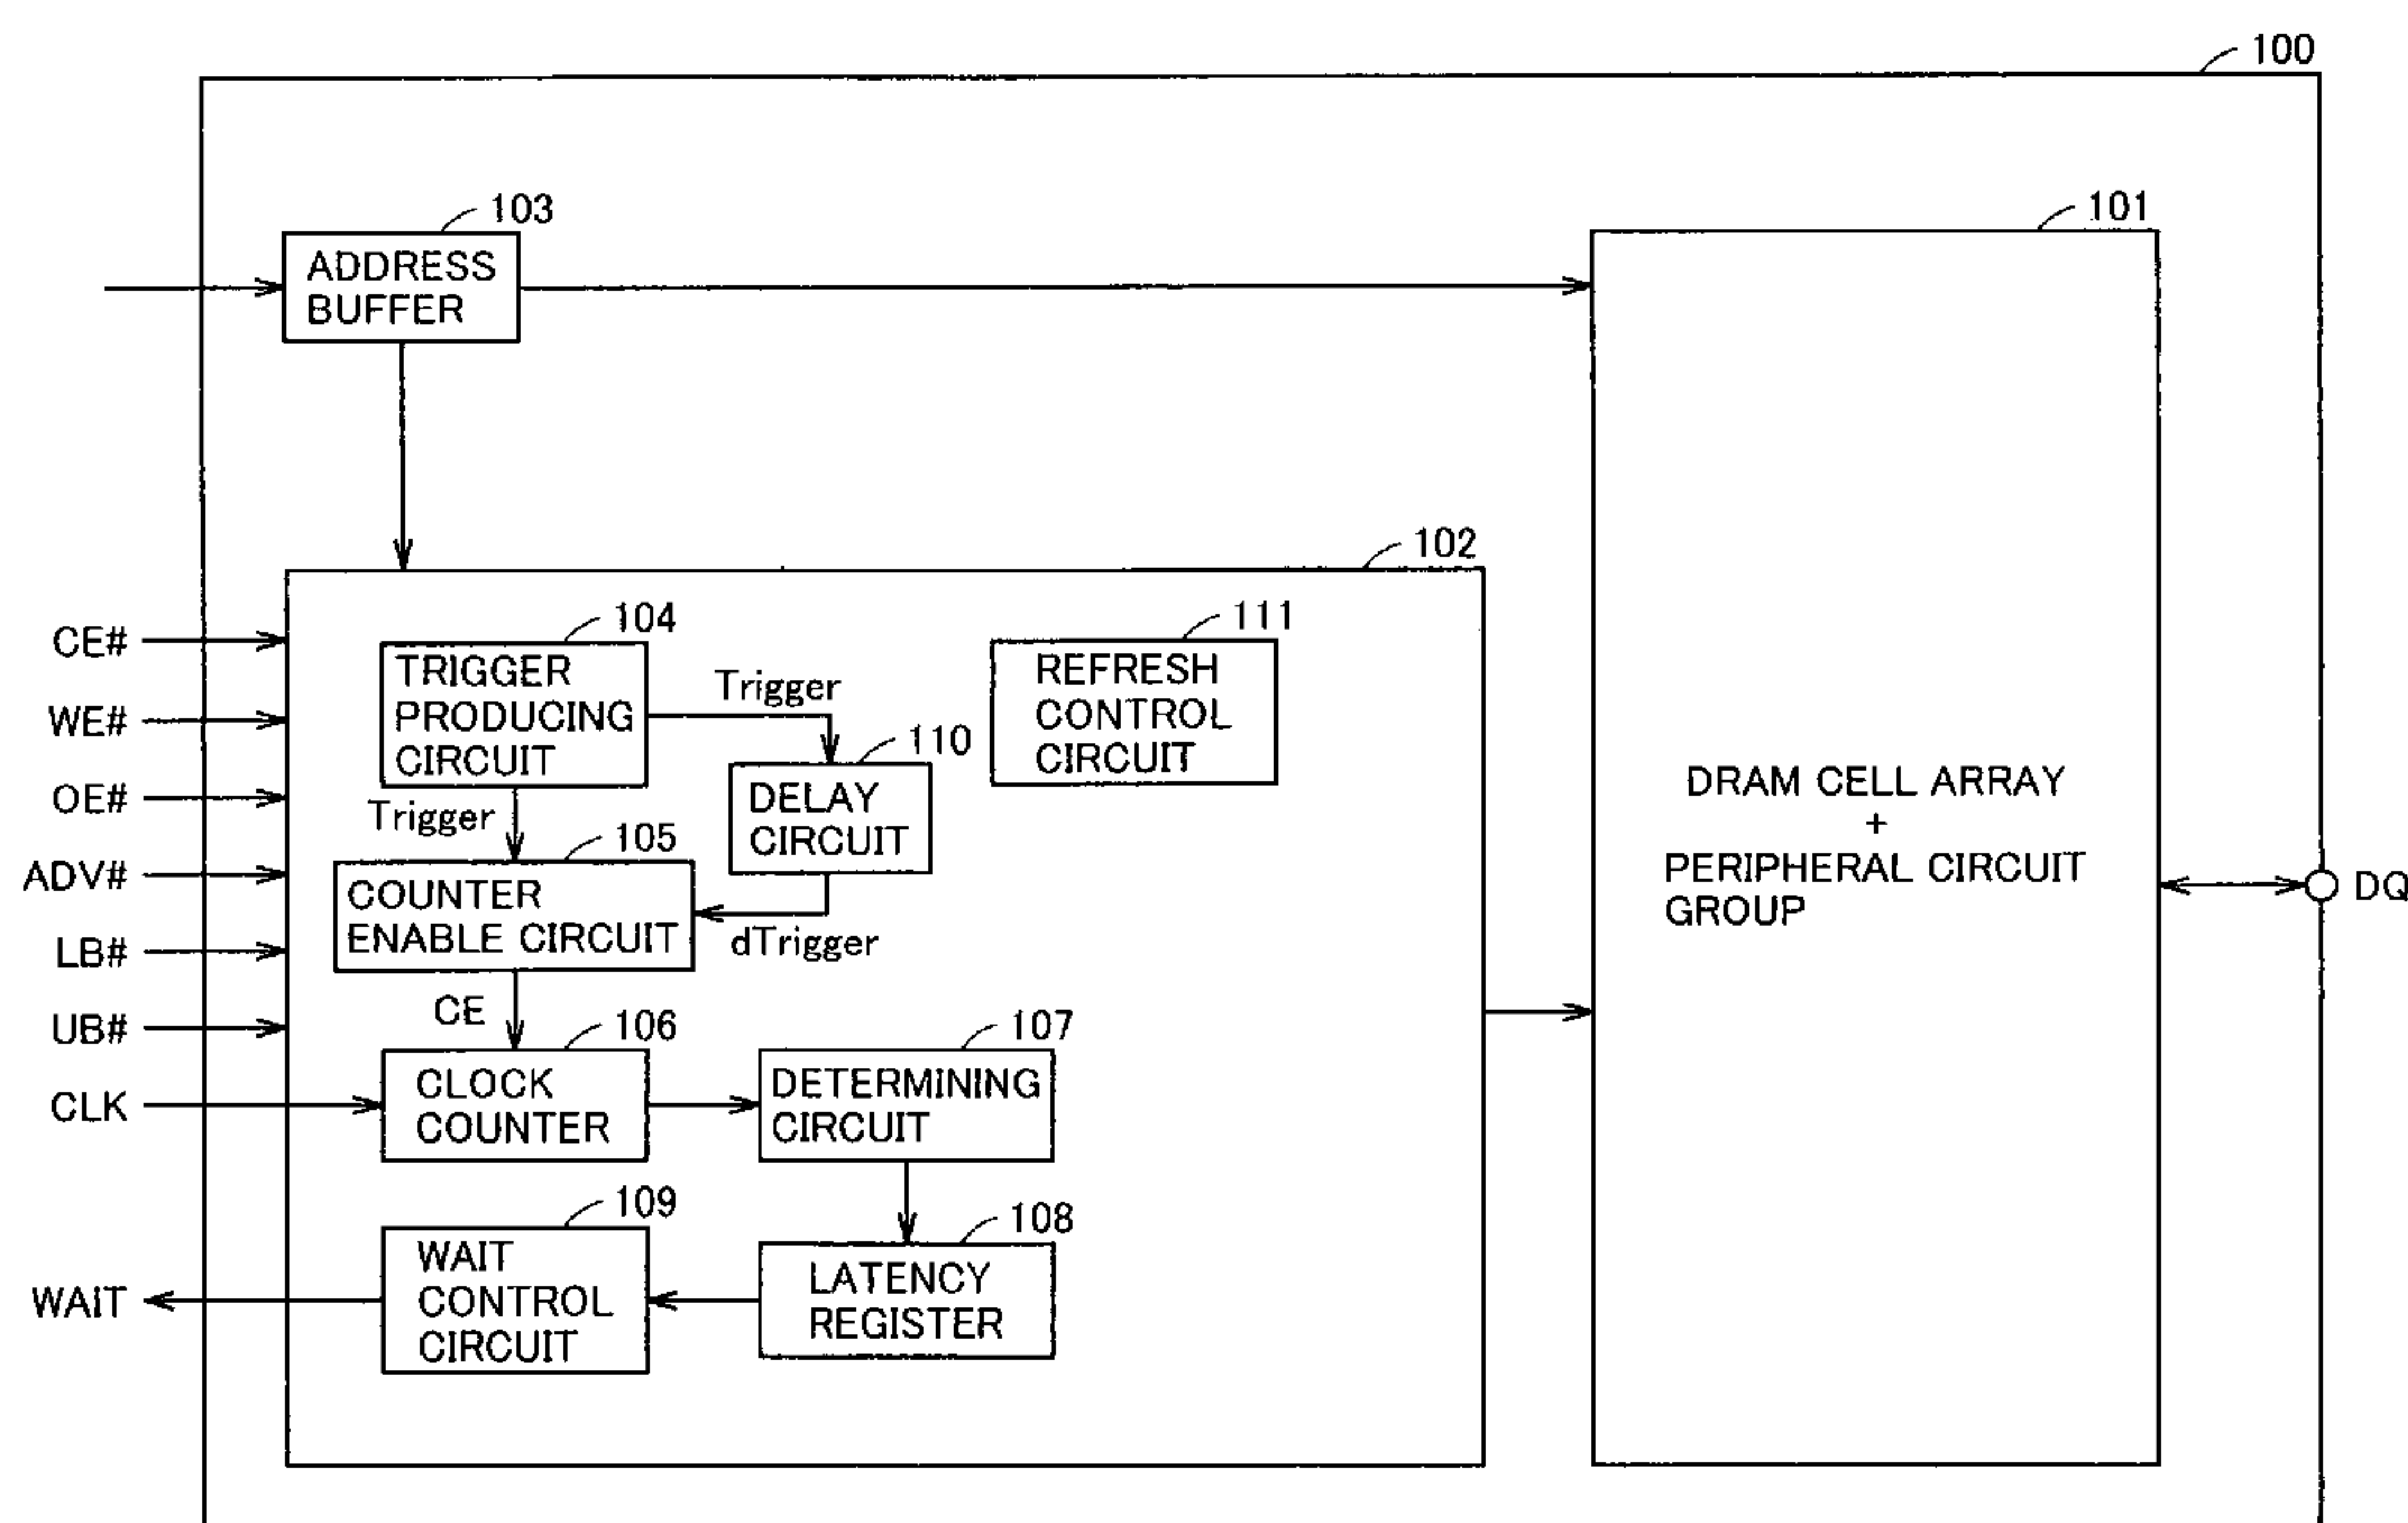 100
103
ADDRESS
BUFFER
101
102
CE#
WE#
OE#
ADV#
LB#
UB#
CLK
WAIT
104
TRIGGER
PRODUCING
CIRCUIT
Trigger
111
REFRESH
CONTROL
CIRCUIT
110
DELAY
CIRCUIT
Trigger
dTrigger
105
COUNTER
ENABLE CIRCUIT
CE
106
CLOCK
COUNTER
107
DETERMINING
CIRCUIT
109
WAIT
CONTROL
CIRCUIT
108
LATENCY
REGISTER
DRAM CELL ARRAY
+
PERIPHERAL CIRCUIT
GROUP
DQ